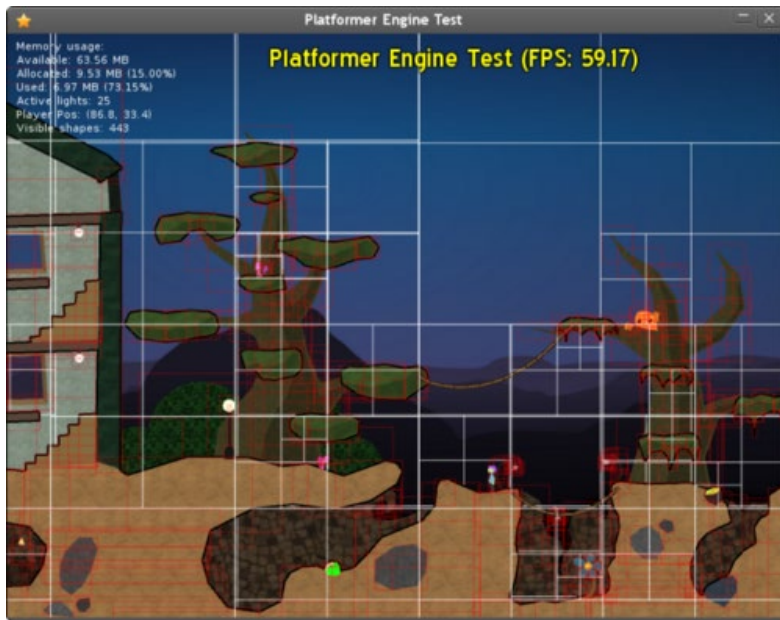 Platformer Engine Test
Memory usage:
Available: 63.56 MB
Allocated: 9.53 MB (15.00%)
Used: 6.97 MB (73.15%)
Active lights: 25
Player Pos: (86.8, 33.4)
Visible shapes: 443
Platformer Engine Test (FPS: 59.17)